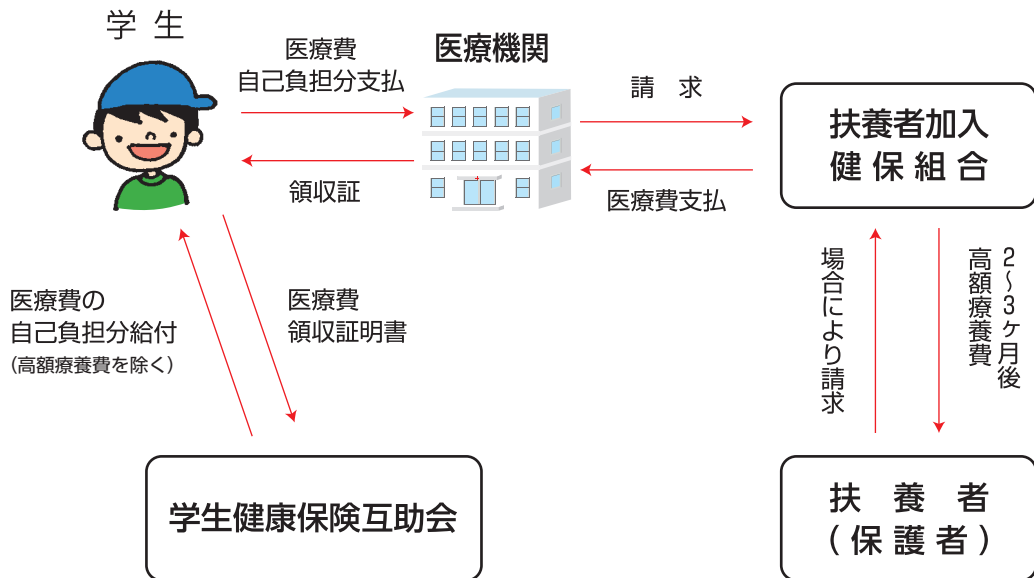 学生
医療費
自己負担分支払
医療機関
請求
扶養者加入
健保組合
領収証
医療費支払
医療費の
自己負担分給付
(高額療養費を除く)
医療費
領収証明書
場合により請求
2～3ヶ月後
高額療養費
学生健康保険互助会
扶養者
(保護者)